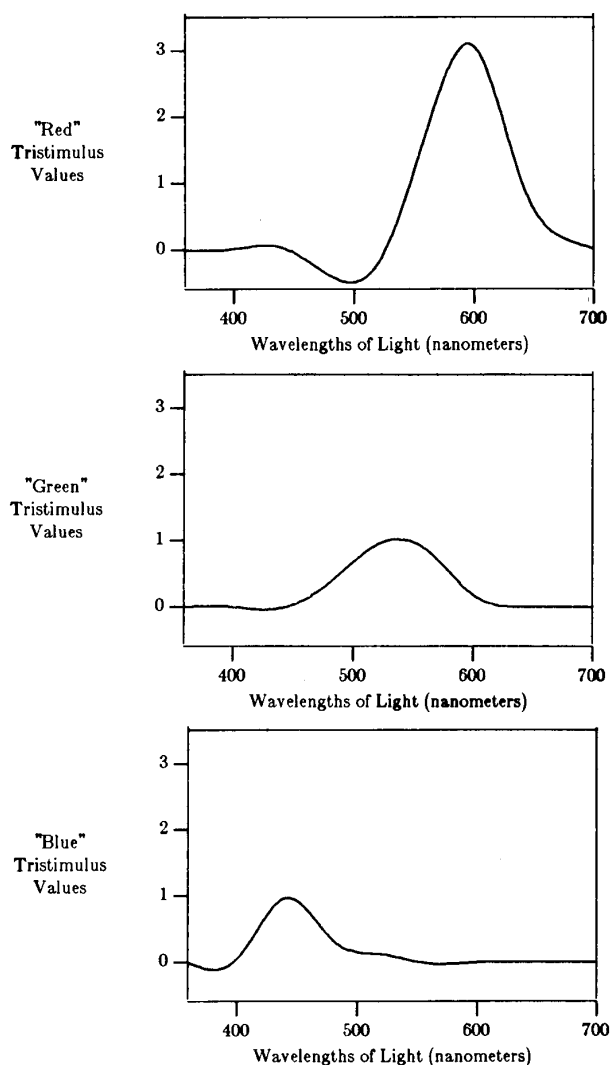 3
2
1
0
"Red"
Tristimulus
Values
400 500 600 700
Wavelengths of Light (nanometers)
3
2
1
0
"Green"
Tristimulus
Values
400 500 600 700
Wavelengths of Light (nanometers)
3
2
1
0
"Blue"
Tristimulus
Values
400 500 600 700
Wavelengths of Light (nanometers)